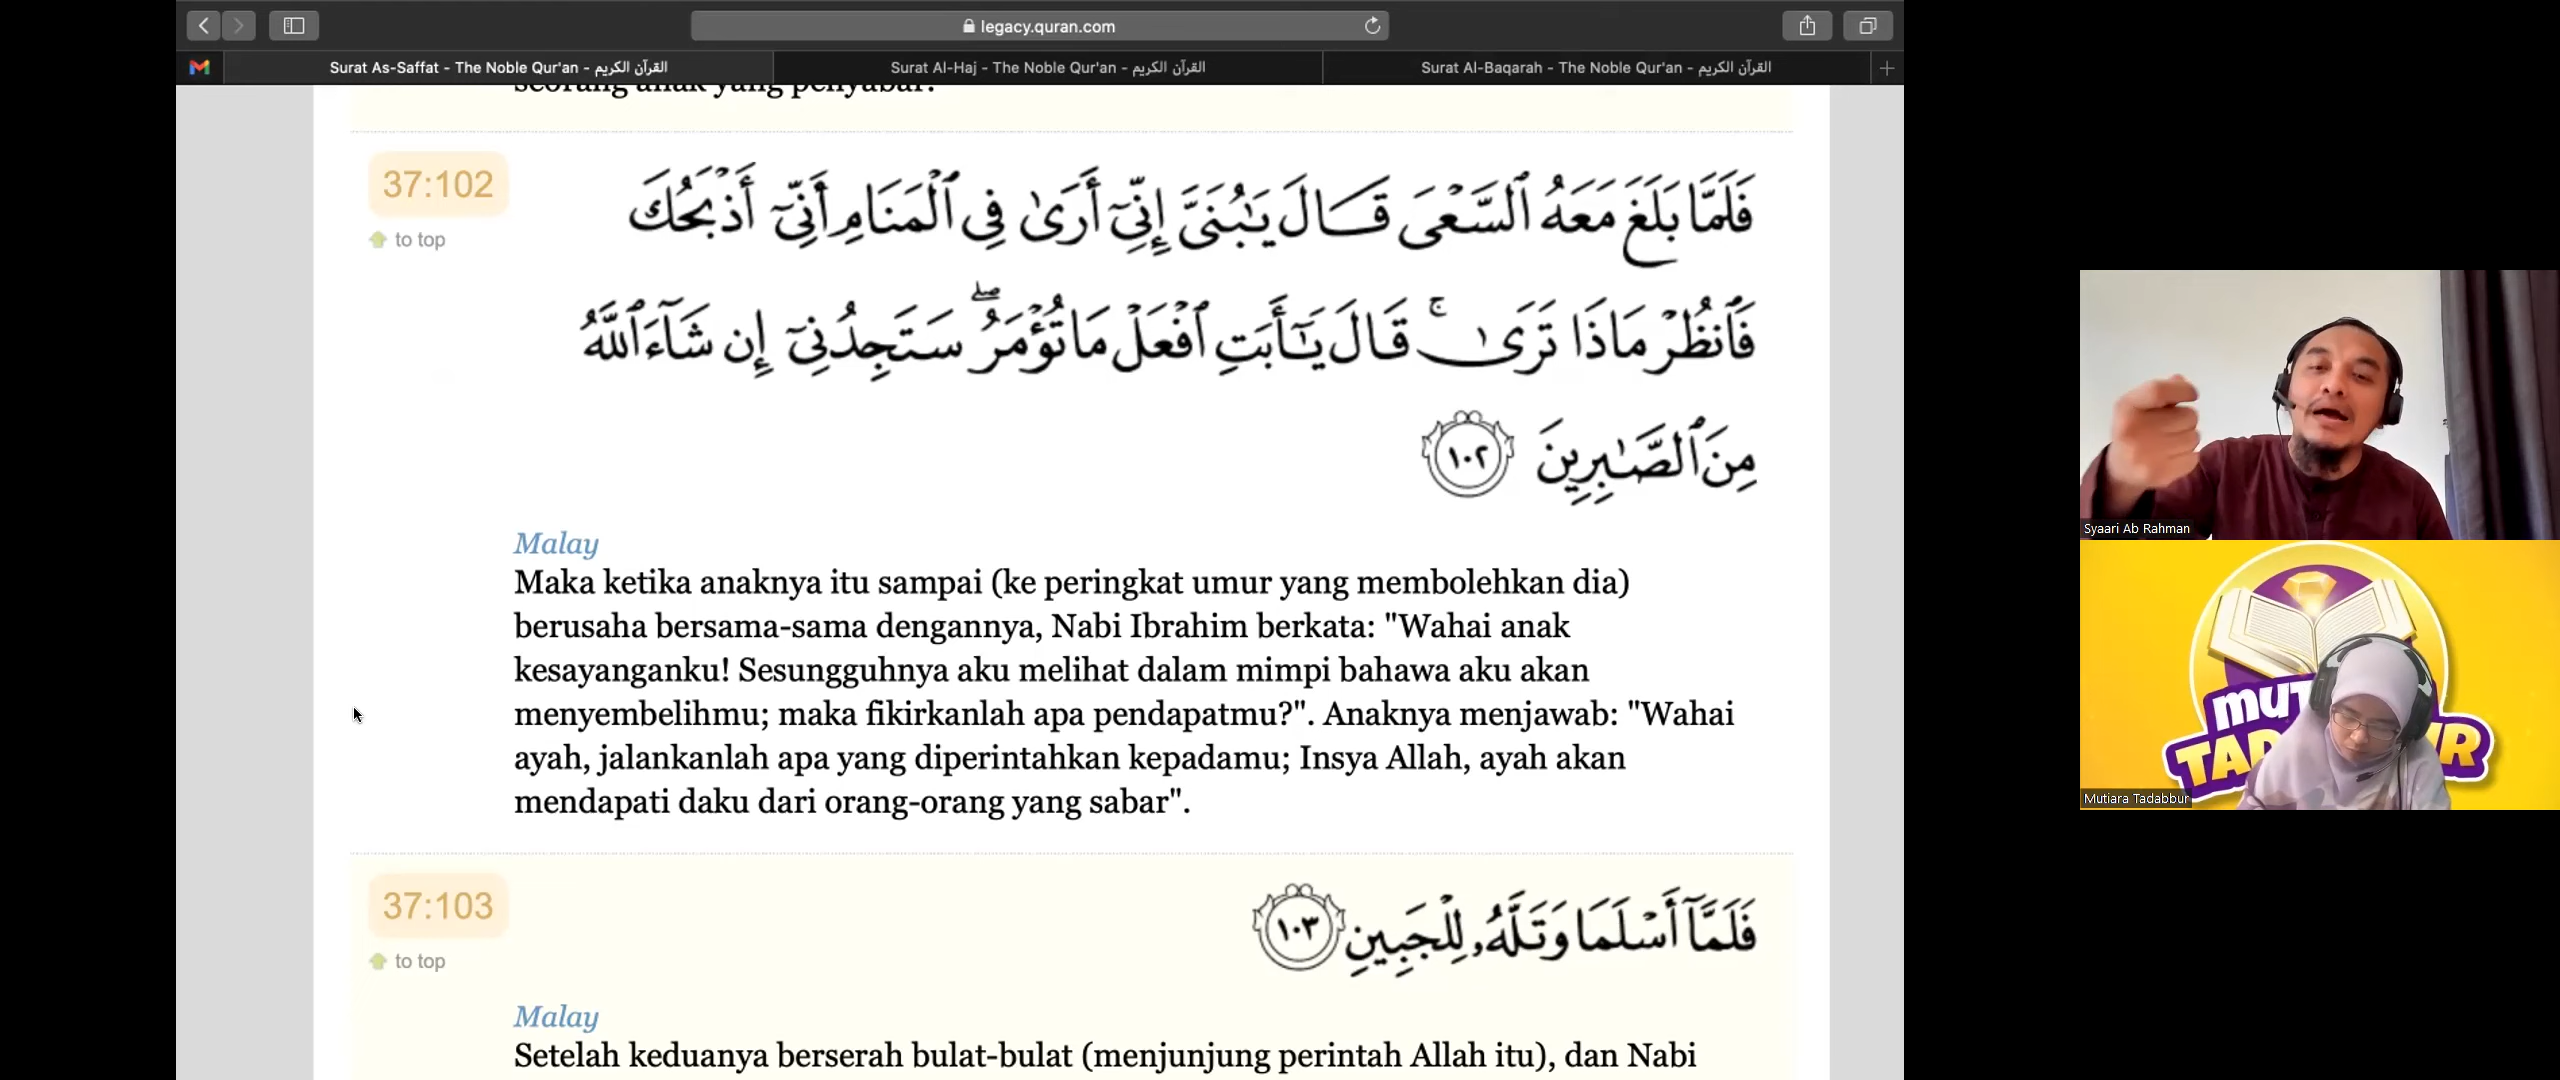 legacy.quran.com
Surat As-Saffat - The Noble Qur'an - القرآن الكريم
Surat Al-Haj - The Noble Qur'an - القرآن الكريم
Surat Al-Baqarah - The Noble Qur'an - القرآن الكريم
seorang anak yang penyabar.
37:102
to top
فَلَمَّا بَلَغَ مَعَهُ ٱلسَّعْىَ قَالَ يَٰبُنَىَّ إِنِّىٓ أَرَىٰ فِى ٱلْمَنَامِ أَنِّىٓ أَذْبَحُكَ
فَٱنظُرْ مَاذَا تَرَىٰ ۚ قَالَ يَٰٓأَبَتِ ٱفْعَلْ مَا تُؤْمَرُ ۖ سَتَجِدُنِىٓ إِن شَآءَ ٱللَّهُ
مِنَ ٱلصَّٰبِرِينَ ١٠٢
Malay
Maka ketika anaknya itu sampai (ke peringkat umur yang membolehkan dia)
berusaha bersama-sama dengannya, Nabi Ibrahim berkata: "Wahai anak
kesayanganku! Sesungguhnya aku melihat dalam mimpi bahawa aku akan
menyembelihmu; maka fikirkanlah apa pendapatmu?". Anaknya menjawab: "Wahai
ayah, jalankanlah apa yang diperintahkan kepadamu; Insya Allah, ayah akan
mendapati daku dari orang-orang yang sabar".
37:103
to top
فَلَمَّآ أَسْلَمَا وَتَلَّهُۥ لِلْجَبِينِ ١٠٣
Malay
Setelah keduanya berserah bulat-bulat (menjunjung perintah Allah itu), dan Nabi
Syaari Ab Rahman
Mutiara Tadabbur